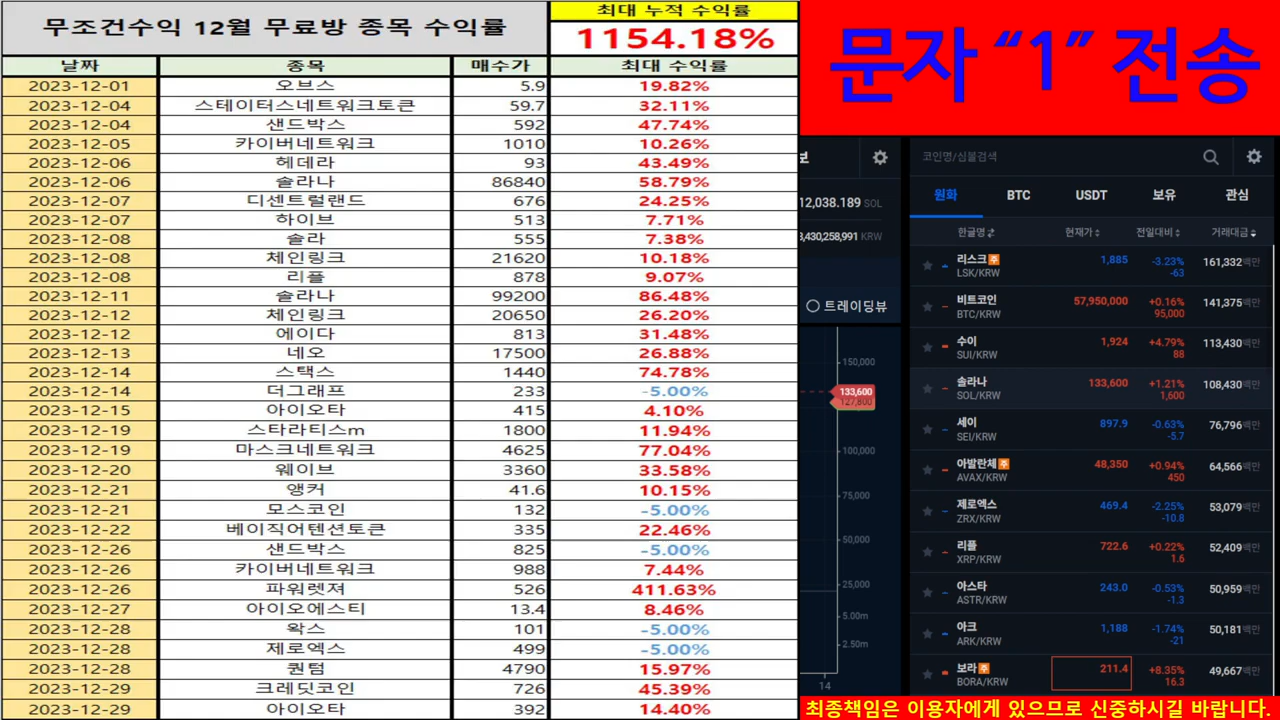 무조건수익 12월 무료방 종목 수익률
최대 누적 수익률
1154.18%
날짜 종목 매수가 최대 수익률
2023-12-01 오브스 5.9 19.82%
2023-12-04 스테이터스네트워크토큰 59.7 32.11%
2023-12-04 샌드박스 592 47.74%
2023-12-05 카이버네트워크 1010 10.26%
2023-12-06 헤데라 93 43.49%
2023-12-06 솔라나 86840 58.79%
2023-12-07 디센트럴랜드 676 24.25%
2023-12-07 하이브 513 7.71%
2023-12-08 솔라 555 7.38%
2023-12-08 체인링크 21620 10.18%
2023-12-08 리플 878 9.07%
2023-12-11 솔라나 99200 86.48%
2023-12-12 체인링크 20650 26.20%
2023-12-12 에이다 813 31.48%
2023-12-13 네오 17500 26.88%
2023-12-14 스택스 1440 74.78%
2023-12-14 더그래프 233 -5.00%
2023-12-15 아이오타 415 4.10%
2023-12-19 스타라티스m 1800 11.94%
2023-12-19 마스크네트워크 4625 77.04%
2023-12-20 웨이브 3360 33.58%
2023-12-21 앵커 41.6 10.15%
2023-12-21 모스코인 132 -5.00%
2023-12-22 베이직어텐션토큰 335 22.46%
2023-12-26 샌드박스 825 -5.00%
2023-12-26 카이버네트워크 988 7.44%
2023-12-26 파워렛져 526 411.63%
2023-12-27 아이오에스티 13.4 8.46%
2023-12-28 왁스 101 -5.00%
2023-12-28 제로엑스 499 -5.00%
2023-12-28 퀀텀 4790 15.97%
2023-12-29 크레딧코인 726 45.39%
2023-12-29 아이오타 392 14.40%
문자 “1” 전송
보
12,038.189 SOL
3,430,258,991 KRW
트레이딩뷰
150,000
133,600
127,800
100,000
75,000
50,000
25,000
5.00m
2.50m
14
코인명/심볼검색
원화 BTC USDT 보유 관심
한글명 현재가 전일대비 거래대금
리스크 주 1,885 -3.23% 161,332백만
LSK/KRW -63
비트코인 57,950,000 +0.16% 141,375백만
BTC/KRW 95,000
수이 1,924 +4.79% 113,430백만
SUI/KRW 88
솔라나 133,600 +1.21% 108,430백만
SOL/KRW 1,600
세이 897.9 -0.63% 76,796백만
SEI/KRW -5.7
아발란체 주 48,350 +0.94% 64,566백만
AVAX/KRW 450
제로엑스 469.4 -2.25% 53,079백만
ZRX/KRW -10.8
리플 722.6 +0.22% 52,409백만
XRP/KRW 1.6
아스타 243.0 -0.53% 50,959백만
ASTR/KRW -1.3
아크 1,188 -1.74% 50,181백만
ARK/KRW -21
보라 주 211.4 +8.35% 49,667백만
BORA/KRW 16.3
최종책임은 이용자에게 있으므로 신중하시길 바랍니다.